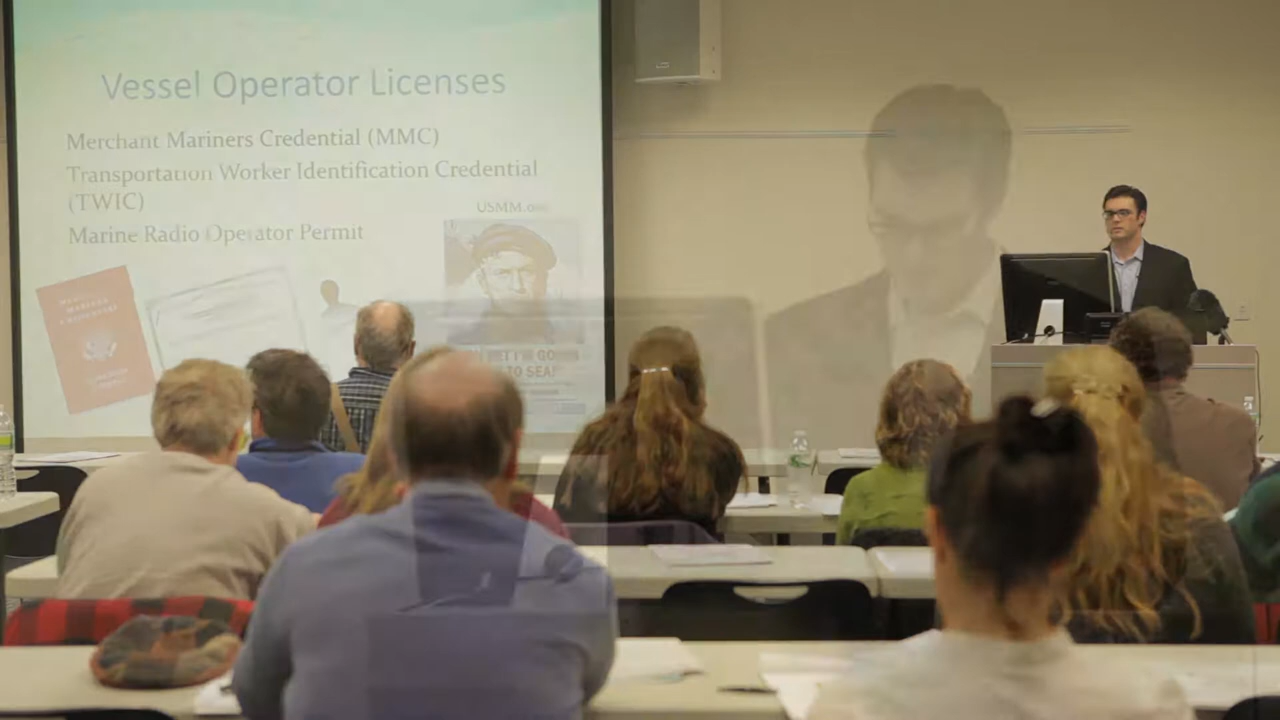 Vessel Operator Licenses
Merchant Mariners Credential (MMC)
Transportation Worker Identification Credential
(TWIC)
USMM.org
Marine Radio Operator Permit
TO SEA!